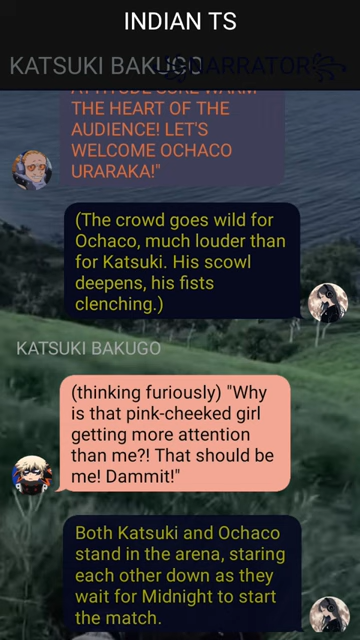 INDIAN TS
KATSUKI BAKUGO NARRATOR
ATTITUDE SURE WARM
THE HEART OF THE
AUDIENCE! LET'S
WELCOME OCHACO
URARAKA!"
(The crowd goes wild for
Ochaco, much louder than
for Katsuki. His scowl
deepens, his fists
clenching.)
KATSUKI BAKUGO
(thinking furiously) "Why
is that pink-cheeked girl
getting more attention
than me?! That should be
me! Dammit!"
Both Katsuki and Ochaco
stand in the arena, staring
each other down as they
wait for Midnight to start
the match.